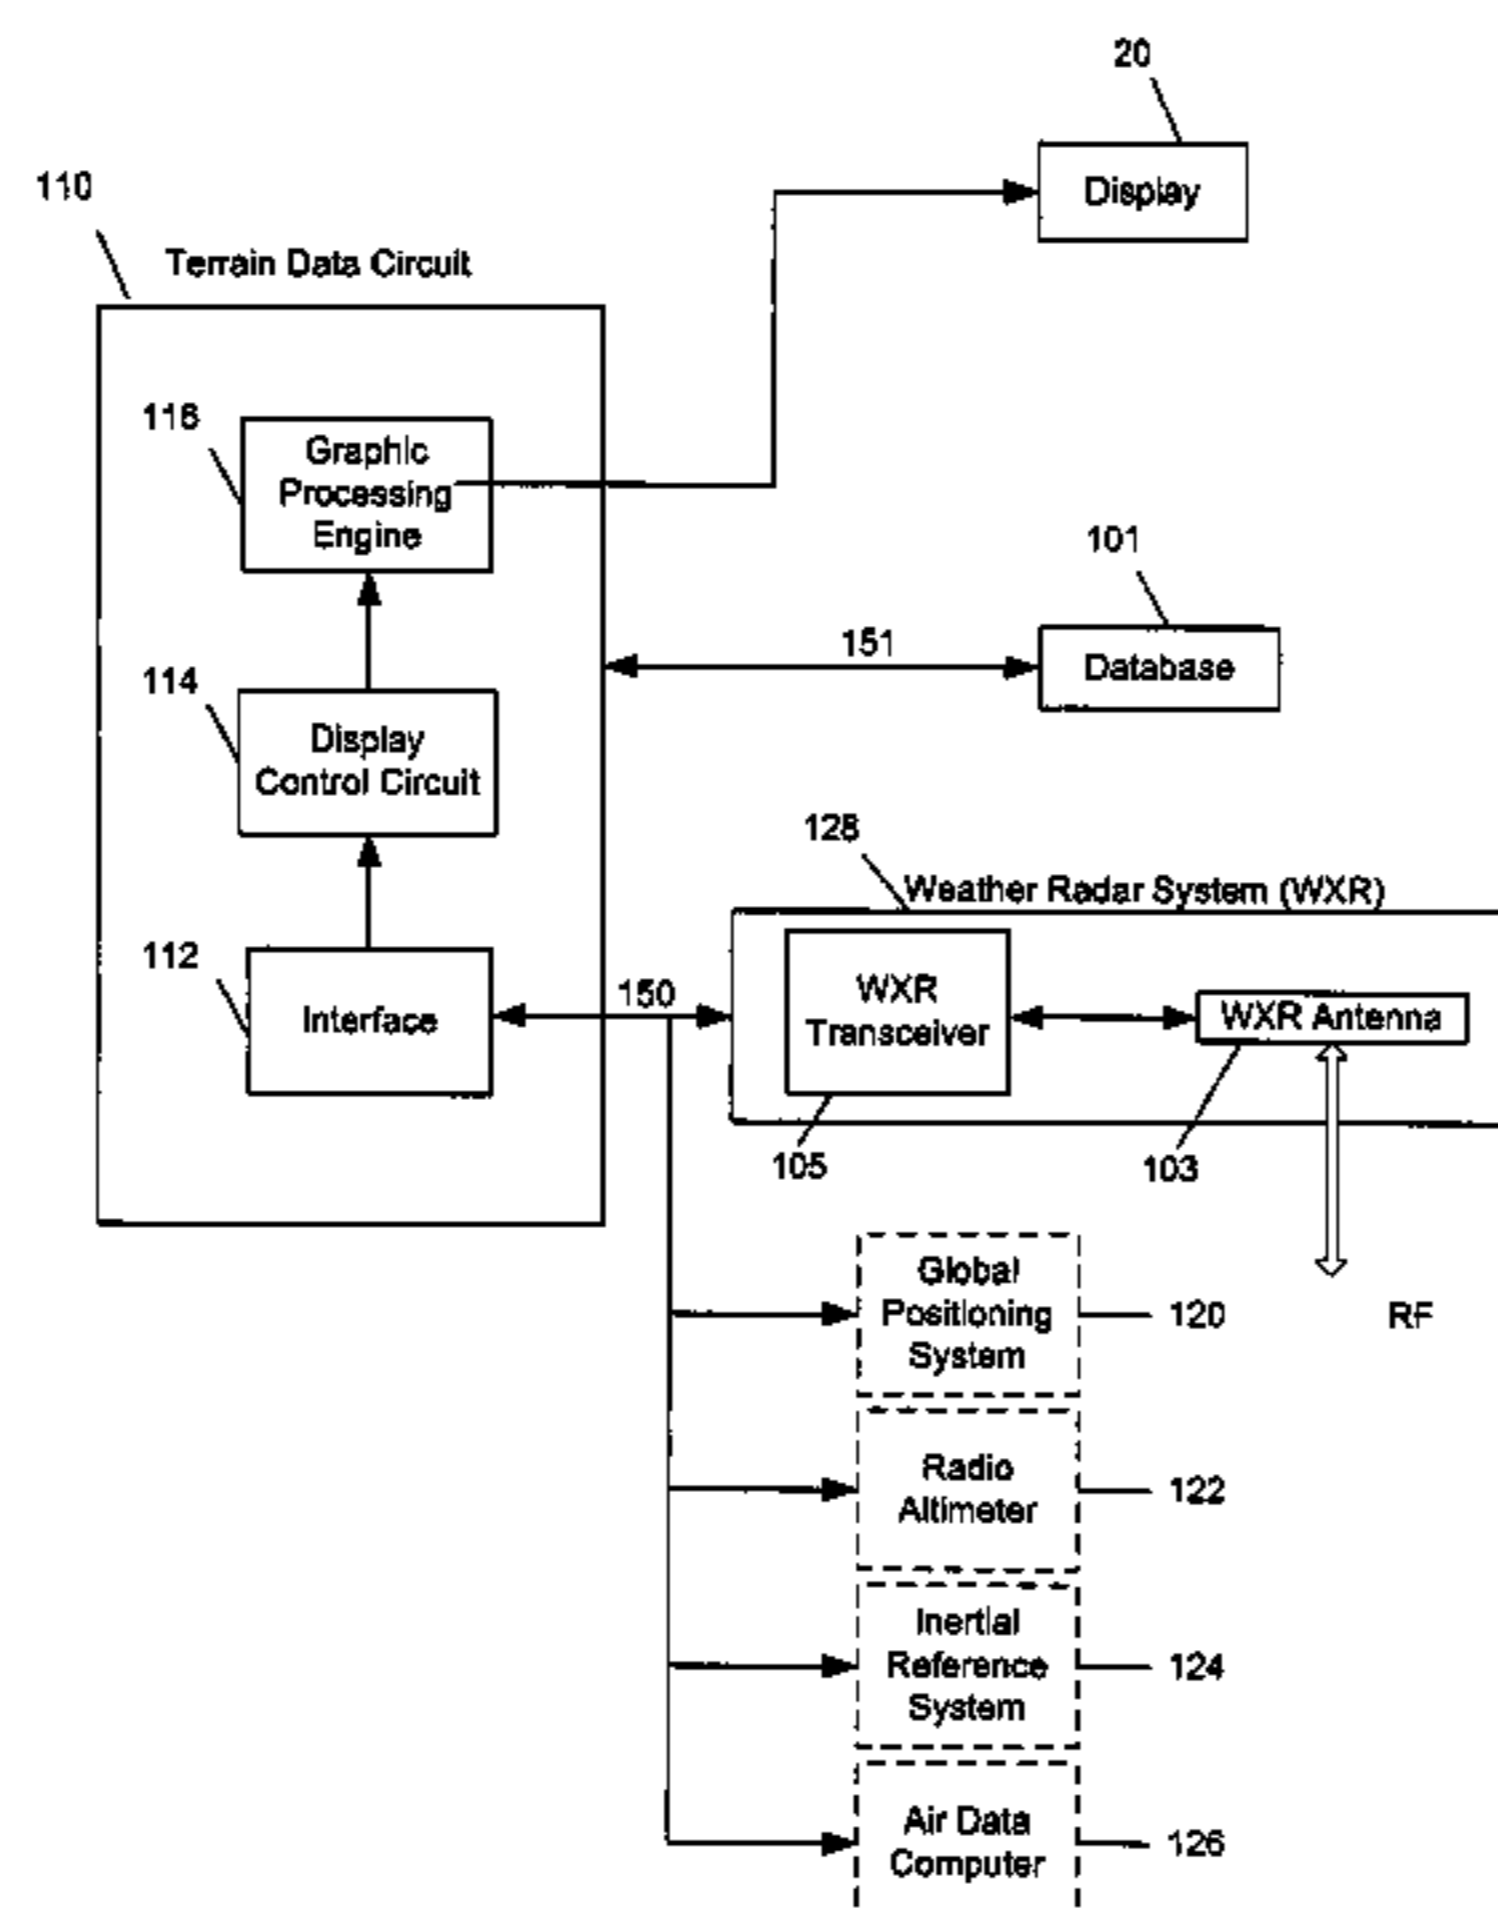 20
Display
110
Terrain Data Circuit
116
Graphic
Processing
Engine
101
151
Database
114
Display
Control Circuit
128
Weather Radar System (WXR)
112
Interface
150
WXR
Transceiver
WXR Antenna
105
103
Global
Positioning
System
120
RF
Radio
Altimeter
122
Inertial
Reference
System
124
Air Data
Computer
126